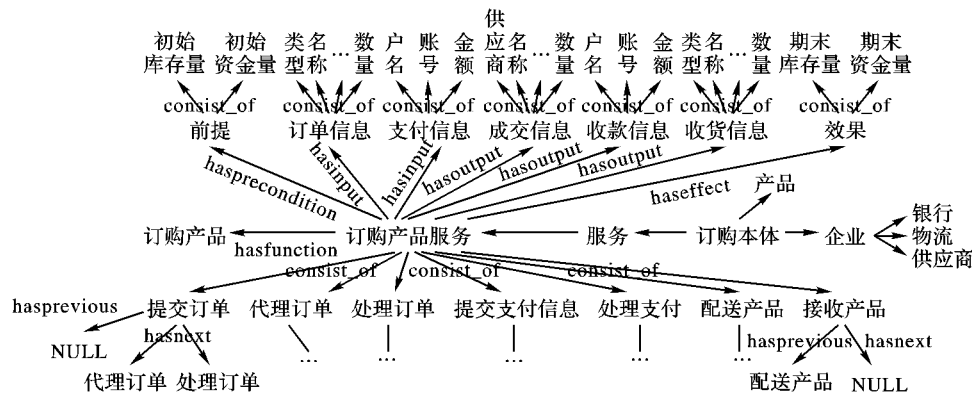 供
初始 初始 类名 数 户 账 金 应名 数 户 账 金 类名 数 期末 期末
库存量 资金量 型称…量 名 号 额 商称…量 名 号 额 型称…量 库存量 资金量
consist_of consist_of consist_of consist_of consist_of consist_of consist_of
前提 订单信息 支付信息 成交信息 收款信息 收货信息 效果
hasprecondition hasinput hasinput hasoutput hasoutput hasoutput haseffect
产品
订购产品 hasfunction 订购产品服务 服务 订购本体 企业
银行
物流
供应商
consist_of consist_of consist_of
hasprevious 提交订单 代理订单 处理订单 提交支付信息 处理支付 配送产品 接收产品
hasnext hasprevious hasnext
NULL … … … … …
代理订单 处理订单 配送产品 NULL